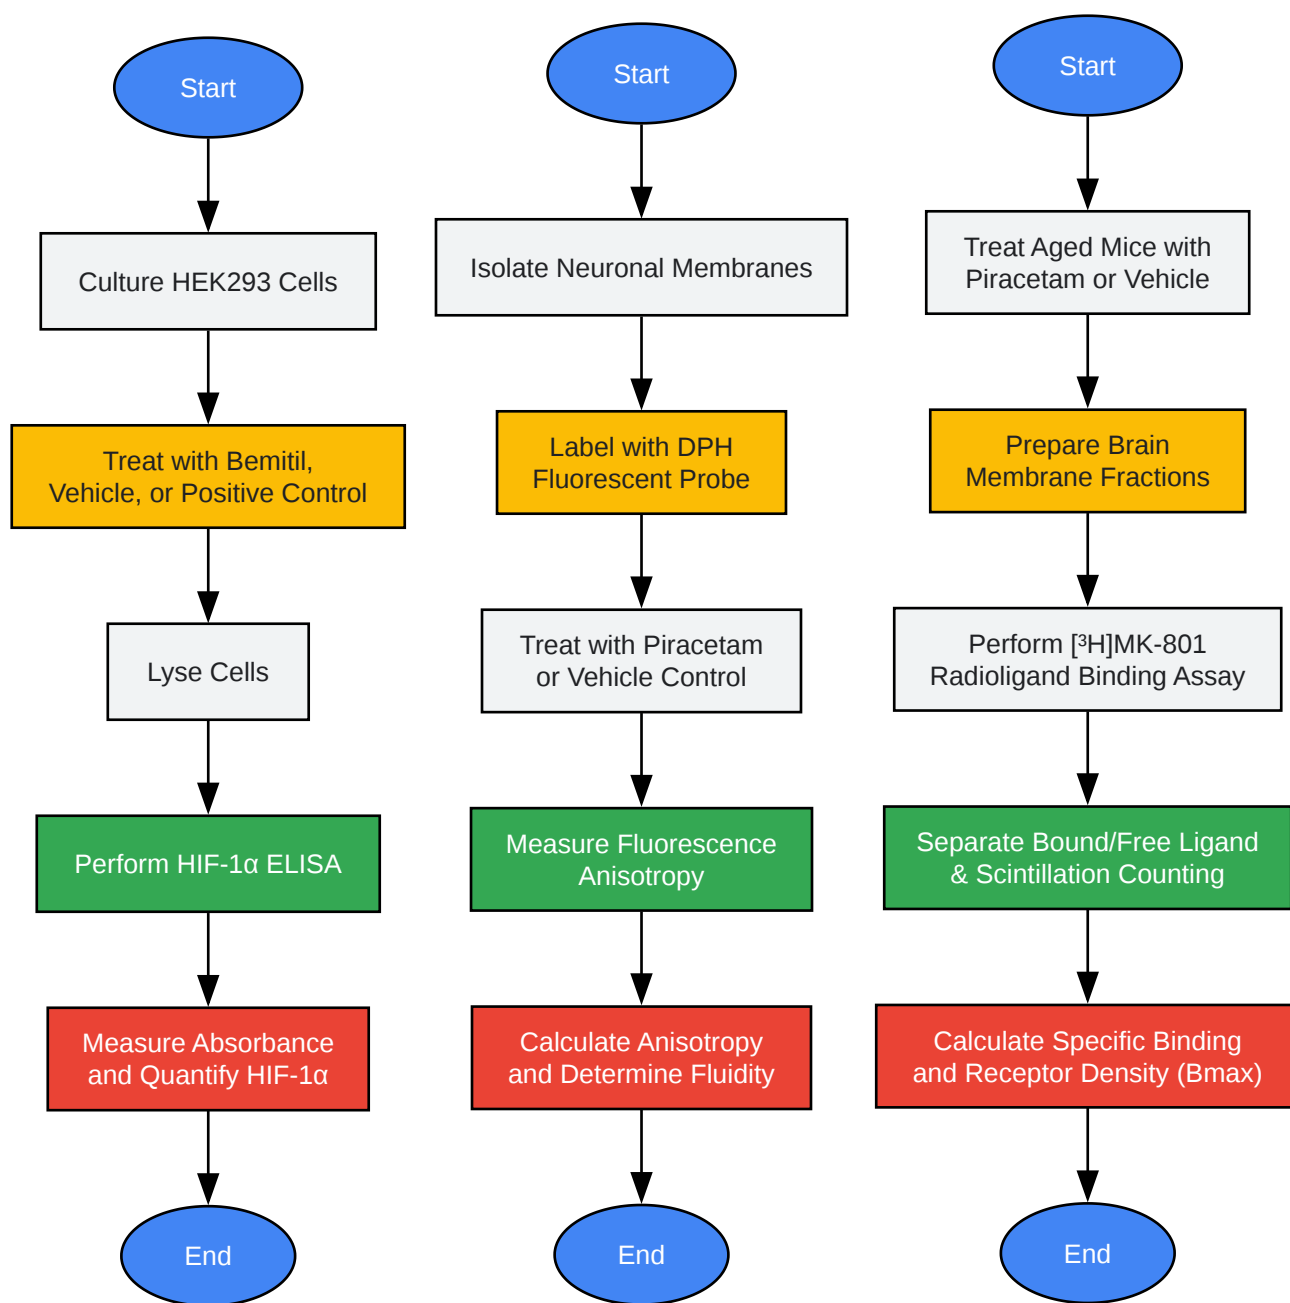 Start
Culture HEK293 Cells
Treat with Bemitil,
Vehicle, or Positive Control
Lyse Cells
Perform HIF-1α ELISA
Measure Absorbance
and Quantify HIF-1α
End
Start
Isolate Neuronal Membranes
Label with DPH
Fluorescent Probe
Treat with Piracetam
or Vehicle Control
Measure Fluorescence
Anisotropy
Calculate Anisotropy
and Determine Fluidity
End
Start
Treat Aged Mice with
Piracetam or Vehicle
Prepare Brain
Membrane Fractions
Perform [³H]MK-801
Radioligand Binding Assay
Separate Bound/Free Ligand
& Scintillation Counting
Calculate Specific Binding
and Receptor Density (Bmax)
End